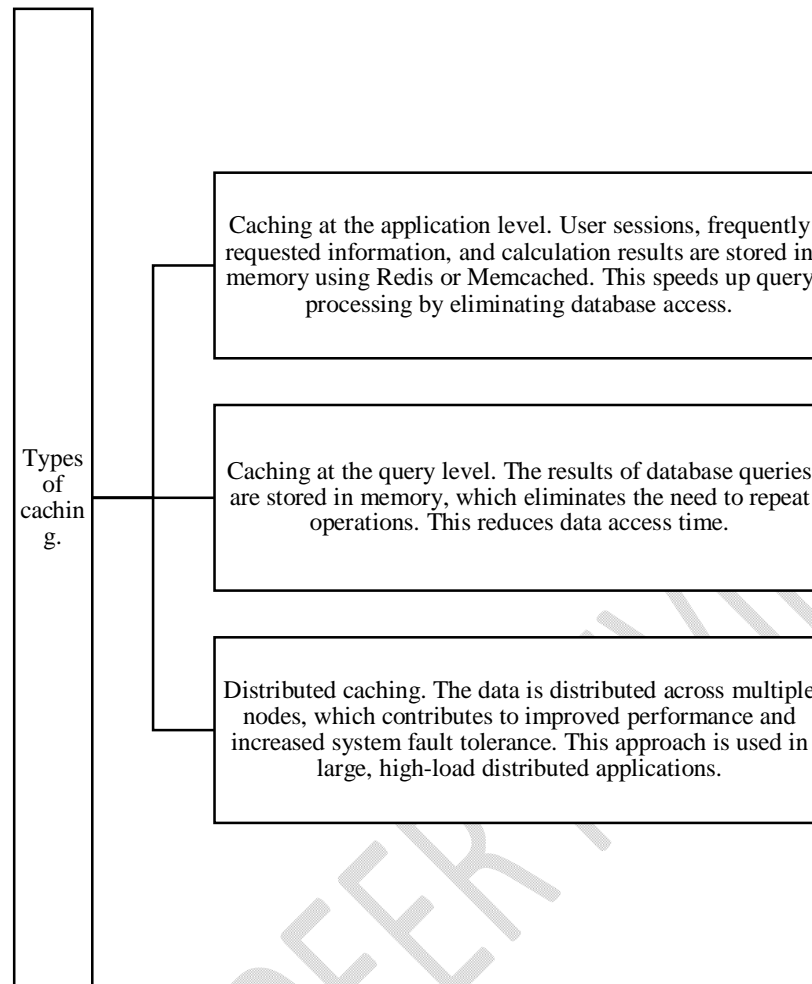 Types
of
cachin
g.
Caching at the application level. User sessions, frequently
requested information, and calculation results are stored in
memory using Redis or Memcached. This speeds up query
processing by eliminating database access.
Caching at the query level. The results of database queries
are stored in memory, which eliminates the need to repeat
operations. This reduces data access time.
Distributed caching. The data is distributed across multiple
nodes, which contributes to improved performance and
increased system fault tolerance. This approach is used in
large, high-load distributed applications.